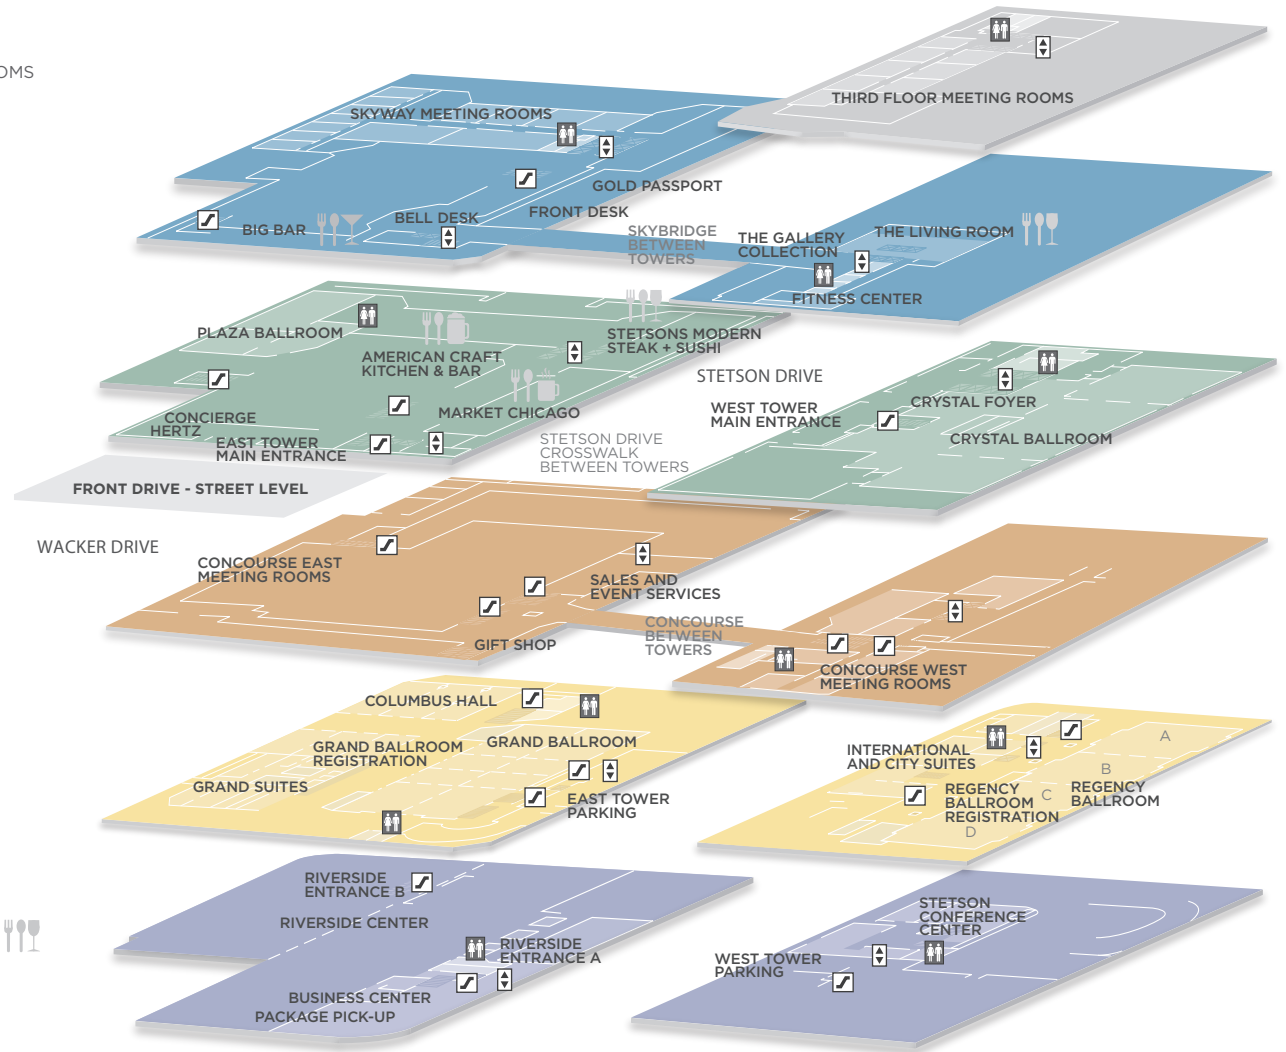 OMS
THIRD FLOOR MEETING ROOMS
SKYWAY MEETING ROOMS
GOLD PASSPORT
FRONT DESK
BELL DESK
BIG BAR
SKYBRIDGE
BETWEEN
TOWERS
THE GALLERY
COLLECTION
THE LIVING ROOM
FITNESS CENTER
PLAZA BALLROOM
AMERICAN CRAFT
KITCHEN & BAR
STETSONS MODERN
STEAK + SUSHI
MARKET CHICAGO
CONCIERGE
HERTZ
EAST TOWER
MAIN ENTRANCE
STETSON DRIVE
STETSON DRIVE
CROSSWALK
BETWEEN TOWERS
WEST TOWER
MAIN ENTRANCE
CRYSTAL FOYER
CRYSTAL BALLROOM
FRONT DRIVE - STREET LEVEL
WACKER DRIVE
CONCOURSE EAST
MEETING ROOMS
SALES AND
EVENT SERVICES
GIFT SHOP
CONCOURSE
BETWEEN
TOWERS
CONCOURSE WEST
MEETING ROOMS
COLUMBUS HALL
GRAND BALLROOM
REGISTRATION
GRAND BALLROOM
GRAND SUITES
EAST TOWER
PARKING
INTERNATIONAL
AND CITY SUITES
A
B
C
D
REGENCY
BALLROOM
REGISTRATION
REGENCY
BALLROOM
RIVERSIDE
ENTRANCE B
RIVERSIDE CENTER
RIVERSIDE
ENTRANCE A
BUSINESS CENTER
PACKAGE PICK-UP
STETSON
CONFERENCE
CENTER
WEST TOWER
PARKING